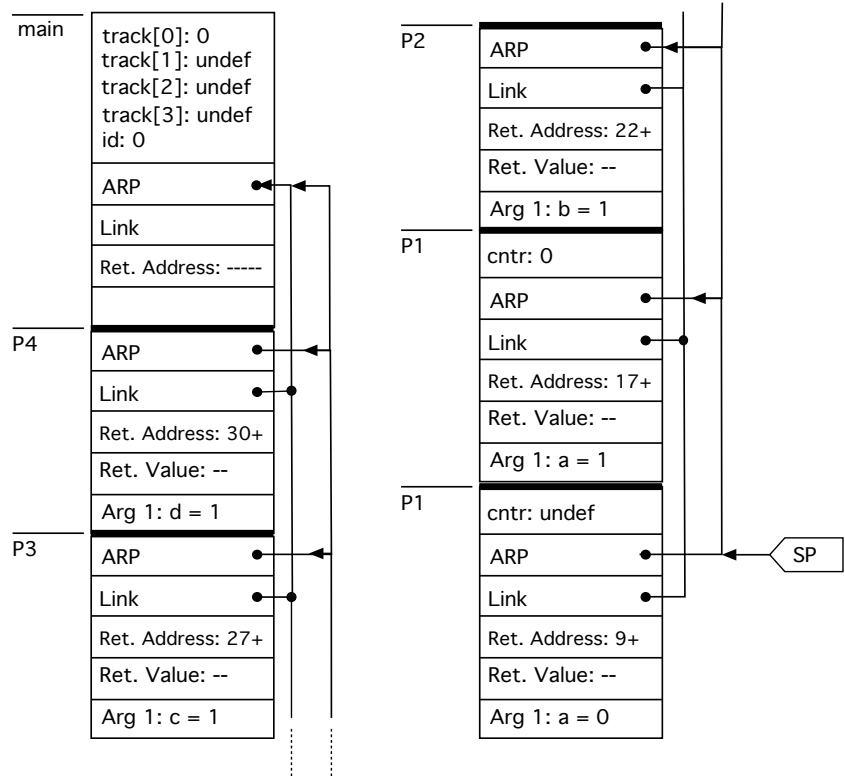 main
track[0]: 0
track[1]: undef
track[2]: undef
track[3]: undef
id: 0
ARP
Link
Ret. Address: -----
P4
ARP
Link
Ret. Address: 30+
Ret. Value: --
Arg 1: d = 1
P3
ARP
Link
Ret. Address: 27+
Ret. Value: --
Arg 1: c = 1
P2
ARP
Link
Ret. Address: 22+
Ret. Value: --
Arg 1: b = 1
P1
cntr: 0
ARP
Link
Ret. Address: 17+
Ret. Value: --
Arg 1: a = 1
P1
cntr: undef
ARP
SP
Link
Ret. Address: 9+
Ret. Value: --
Arg 1: a = 0